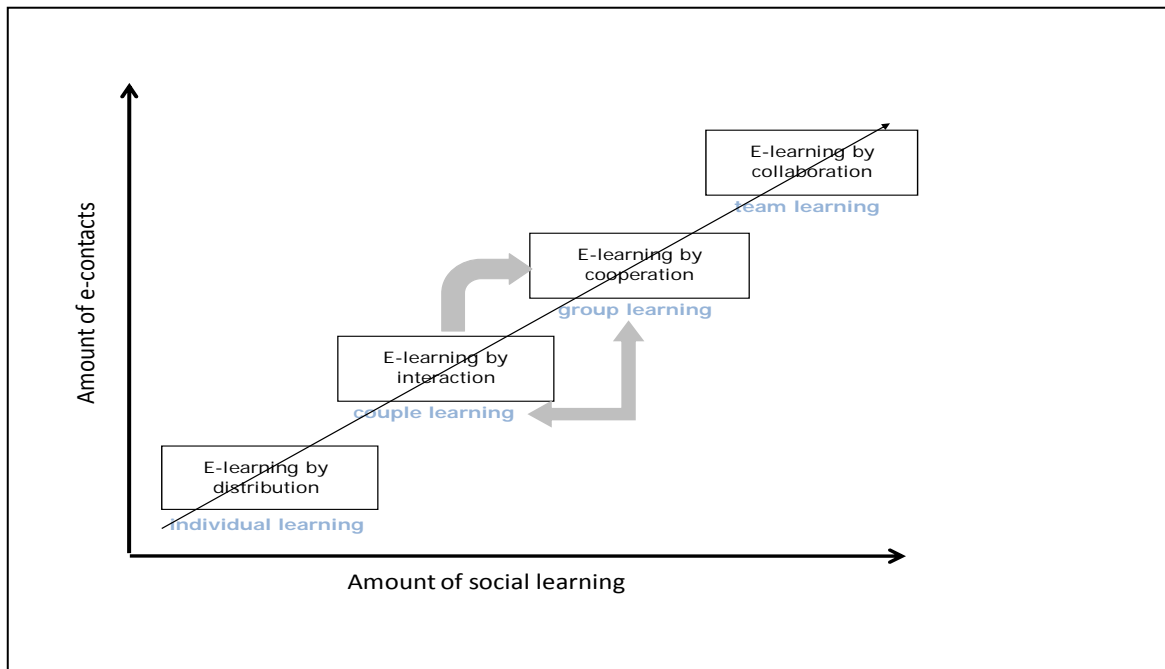 E-learning by
collaboration
team learning
E-learning by
cooperation
group learning
E-learning by
interaction
couple learning
E-learning by
distribution
individual learning
Amount of e-contacts
Amount of social learning